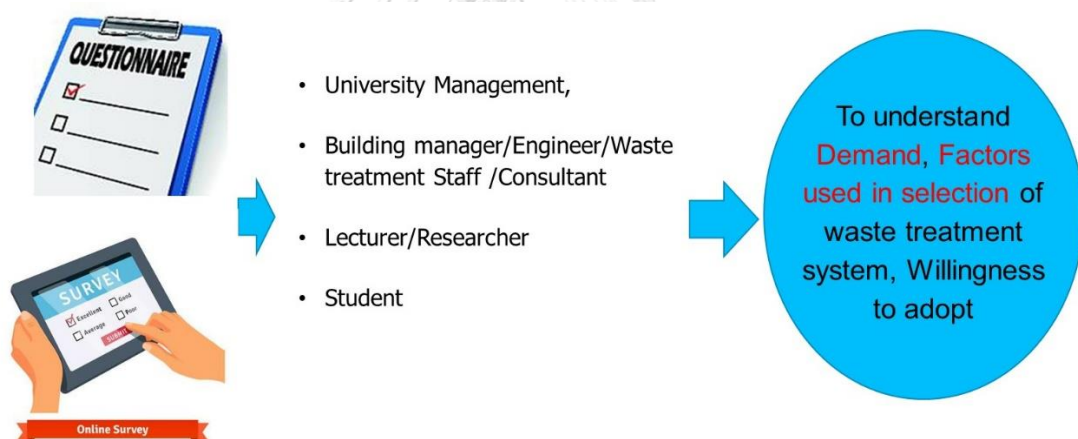 QUESTIONNAIRE
• University Management,
• Building manager/Engineer/Waste
treatment Staff /Consultant
• Lecturer/Researcher
• Student
SURVEY
Excellent
Good
Average
Poor
SUBMIT
Online Survey
To understand
Demand, Factors
used in selection of
waste treatment
system, Willingness
to adopt